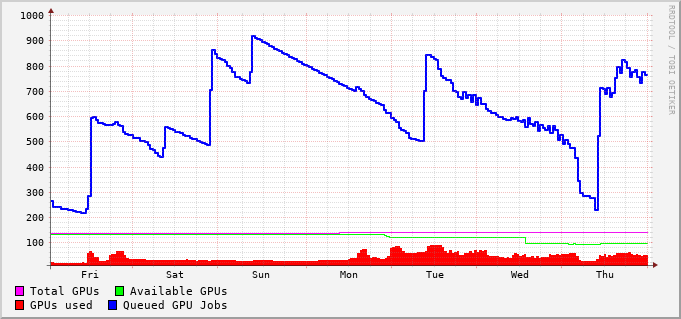 1000
900
800
700
600
500
400
300
200
100
Fri Sat Sun Mon Tue Wed Thu
Total GPUs Available GPUs
GPUs used Queued GPU Jobs
RRDTOOL / TOBI OETIKER